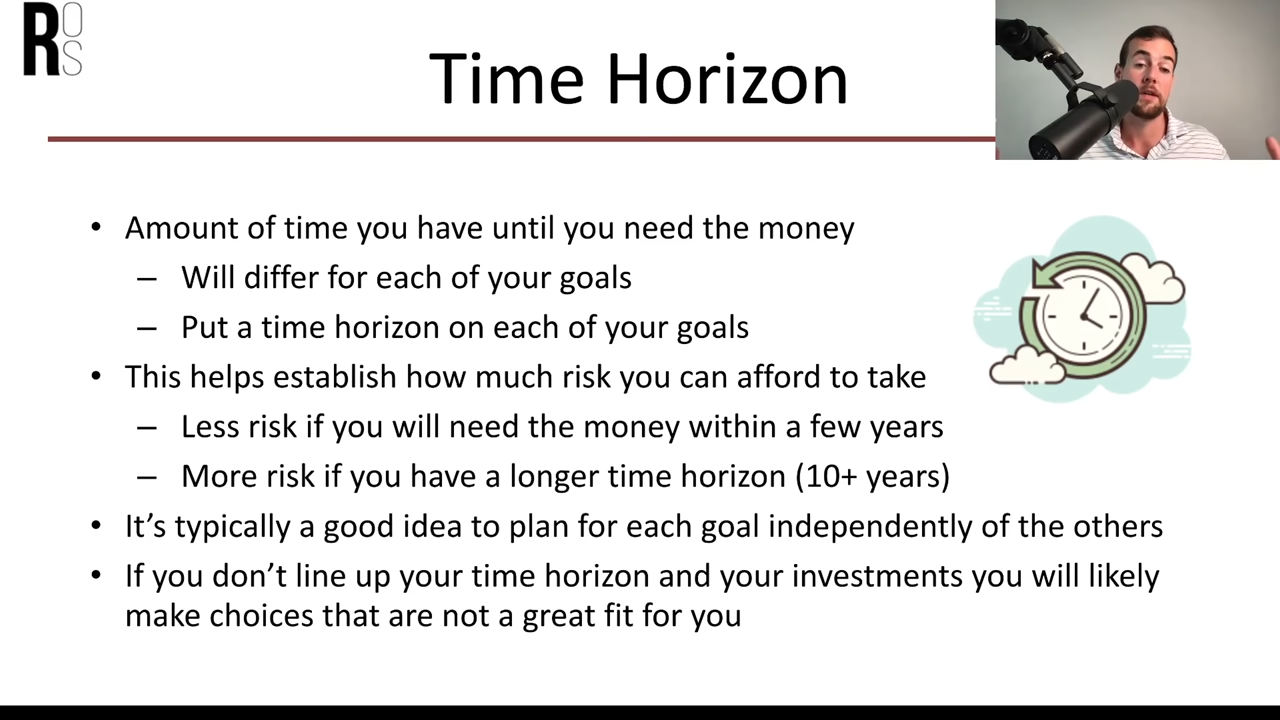 ROS
Time Horizon
• Amount of time you have until you need the money
– Will differ for each of your goals
– Put a time horizon on each of your goals
• This helps establish how much risk you can afford to take
– Less risk if you will need the money within a few years
– More risk if you have a longer time horizon (10+ years)
• It’s typically a good idea to plan for each goal independently of the others
• If you don’t line up your time horizon and your investments you will likely
make choices that are not a great fit for you